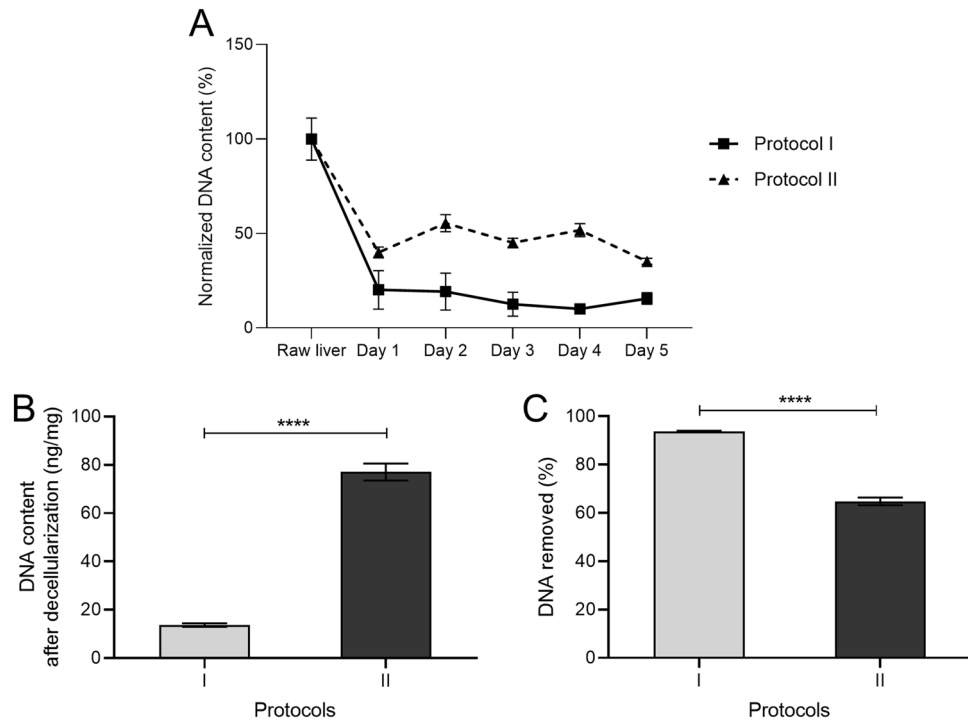 A
150
100
50
0
Normalized DNA content (%)
Raw liver Day 1 Day 2 Day 3 Day 4 Day 5
Protocol I
Protocol II
B
100
80
60
40
20
0
DNA content
after decellularization (ng/mg)
****
I II
Protocols
C
100
80
60
40
20
0
DNA removed (%)
****
I II
Protocols